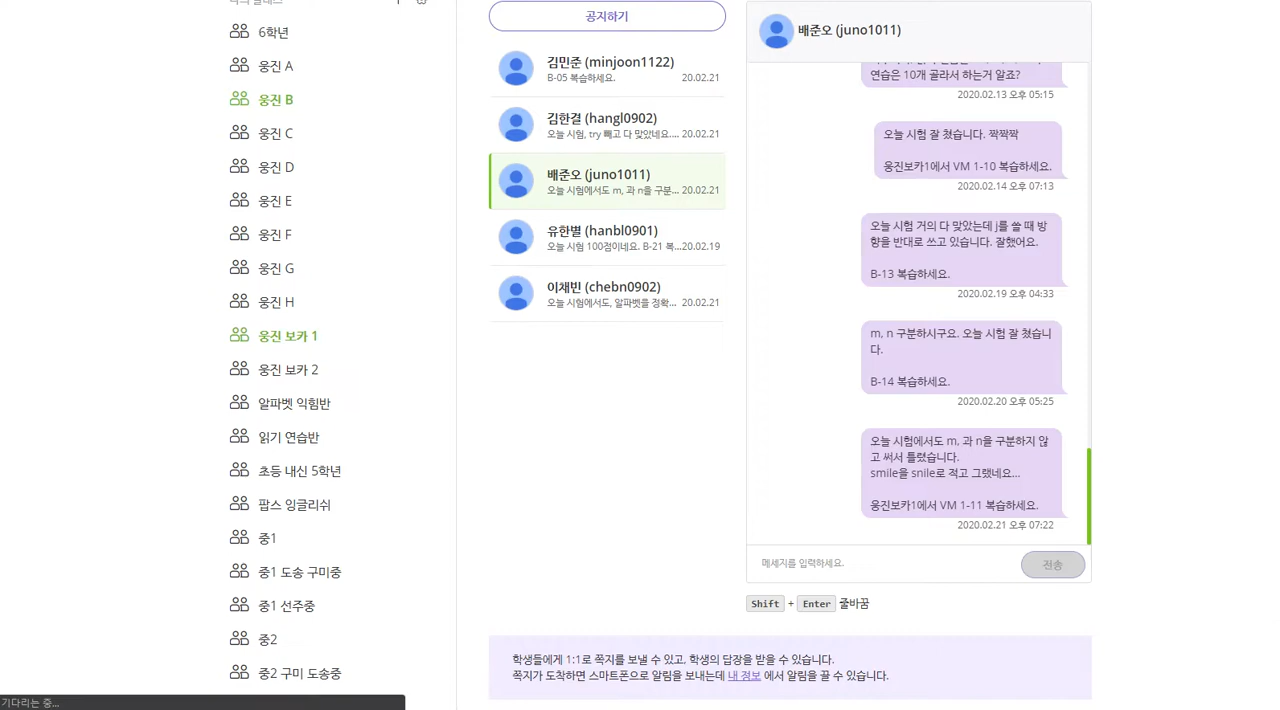 6학년
웅진 A
웅진 B
웅진 C
웅진 D
웅진 E
웅진 F
웅진 G
웅진 H
웅진 보카 1
웅진 보카 2
알파벳 익힘반
읽기 연습반
초등 내신 5학년
팝스 잉글리쉬
중1
중1 도송 구미중
중1 선주중
중2
중2 구미 도송중
기다리는 중...
공지하기
김민준 (minjoon1122)
B-05 복습하세요. 20.02.21
김한결 (hangl0902)
오늘 시험, try 빼고 다 맞았네요.... 20.02.21
배준오 (juno1011)
오늘 시험에서도 m, 과 n을 구분... 20.02.21
유한별 (hanbl0901)
오늘 시험 100점이네요. B-21 복...20.02.19
이채빈 (chebn0902)
오늘 시험에서도, 알파벳을 정확... 20.02.21
배준오 (juno1011)
연습은 10개 골라서 하는거 알죠?
2020.02.13 오후 05:15
오늘 시험 잘 쳤습니다. 짝짝짝
웅진보카1에서 VM 1-10 복습하세요.
2020.02.14 오후 07:13
오늘 시험 거의 다 맞았는데 j를 쓸 때 방
향을 반대로 쓰고 있습니다. 잘했어요.
B-13 복습하세요.
2020.02.19 오후 04:33
m, n 구분하시구요. 오늘 시험 잘 쳤습니
다.
B-14 복습하세요.
2020.02.20 오후 05:25
오늘 시험에서도 m, 과 n을 구분하지 않
고 써서 틀렸습니다.
smile을 snile로 적고 그랬네요...
웅진보카1에서 VM 1-11 복습하세요.
2020.02.21 오후 07:22
메세지를 입력하세요.
전송
Shift + Enter 줄바꿈
학생들에게 1:1로 쪽지를 보낼 수 있고, 학생의 답장을 받을 수 있습니다.
쪽지가 도착하면 스마트폰으로 알림을 보내는데 내 정보 에서 알림을 끌 수 있습니다.